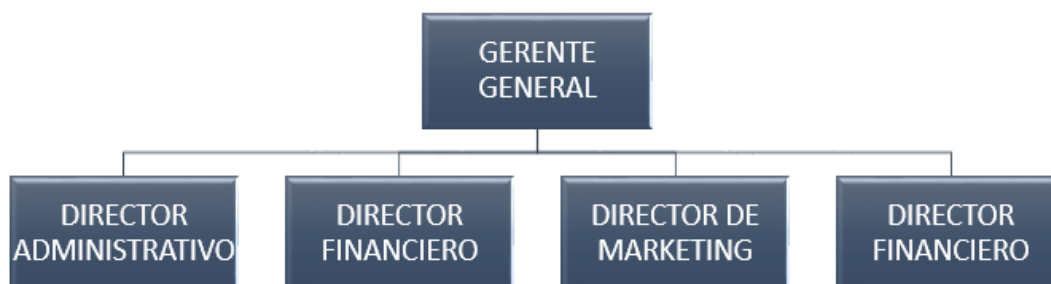 GERENTE
GENERAL
DIRECTOR
ADMINISTRATIVO
DIRECTOR
FINANCIERO
DIRECTOR DE
MARKETING
DIRECTOR
FINANCIERO